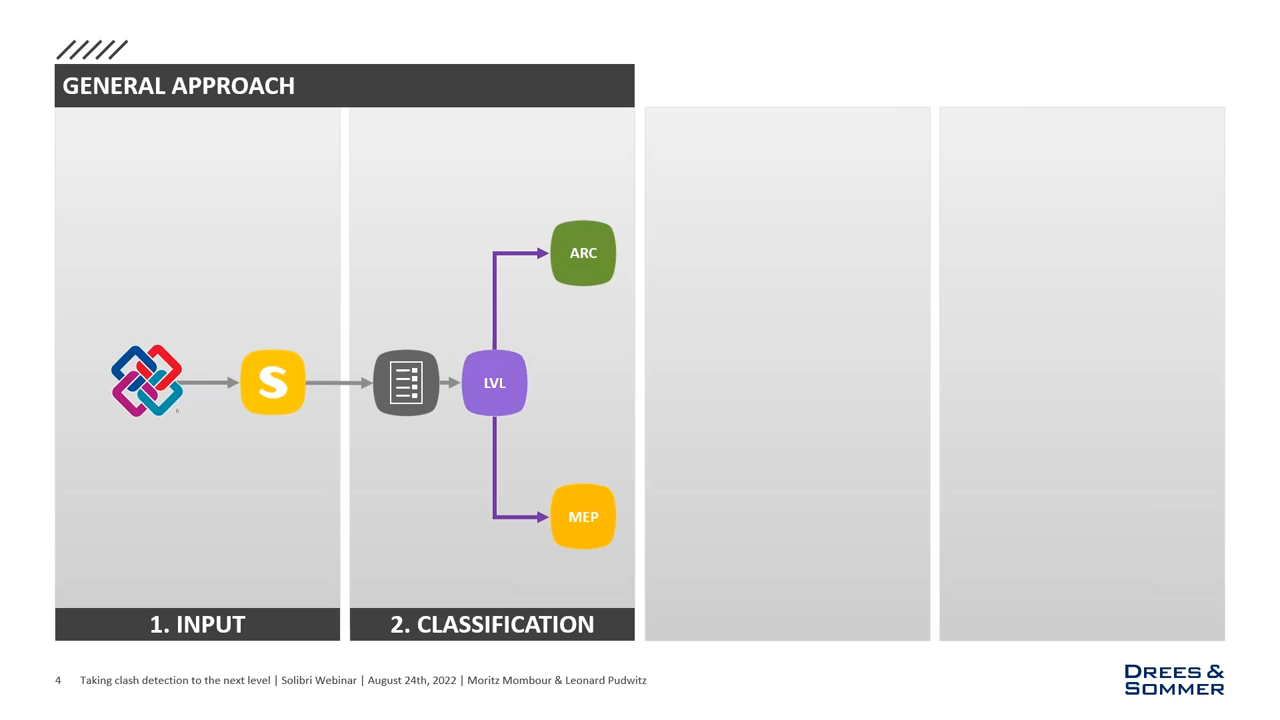 GENERAL APPROACH
ARC
S
LVL
®
MEP
1. INPUT
2. CLASSIFICATION
4 Taking clash detection to the next level | Solibri Webinar | August 24th, 2022 | Moritz Mombour & Leonard Pudwitz
DREES &
SOMMER